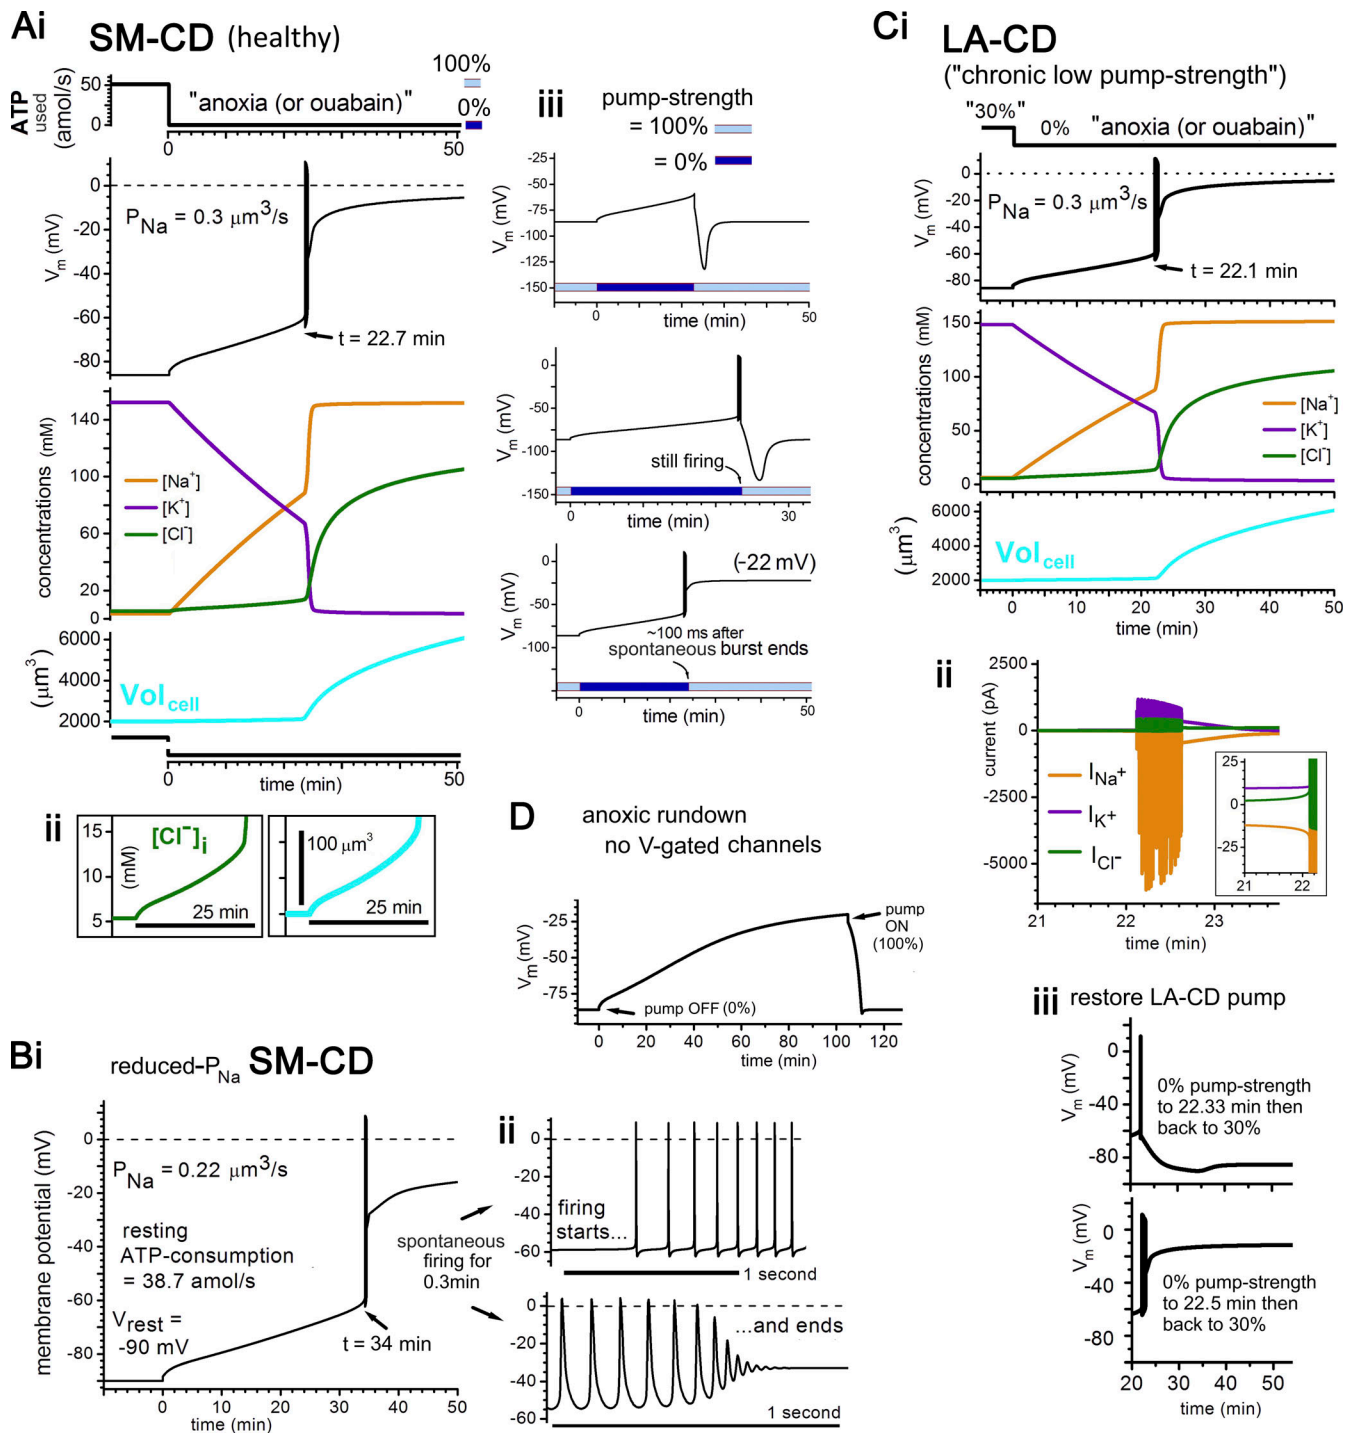 Ai SM-CD (healthy)
ATP used (amol/s)
50
0
"anoxia (or ouabain)"
100%
0%
0 50
Vm (mV)
0
-20
-40
-60
-80
PNa = 0.3 μm³/s
t = 22.7 min
concentrations (mM)
140
100
60
20
0
[Na⁺]
[K⁺]
[Cl⁻]
(μm³)
6000
4000
2000
Volcell
0 50
time (min)
ii
[Cl⁻]i
(mM)
15
10
5
25 min
100 μm³
25 min
iii pump-strength
= 100%
= 0%
Vm (mV)
-25
-50
-75
-100
-125
-150
0 20 40
time (min)
Vm (mV)
0
-50
-100
-150
still firing
0 30
time (min)
Vm (mV)
0
-50
-100
(-22 mV)
~100 ms after
spontaneous burst ends
0 20 50
time (min)
Bi reduced-PNa SM-CD
membrane potential (mV)
0
-20
-40
-60
-80
PNa = 0.22 μm³/s
resting
ATP-consumption
= 38.7 amol/s
Vrest =
-90 mV
t = 34 min
0 10 20 30 40 50
time (min)
spontaneous
firing for
0.3min
ii
0
-20
-40
-60
firing
starts...
1 second
0
-20
-40
-60
...and ends
1 second
Ci LA-CD
("chronic low pump-strength")
"30%"
0% "anoxia (or ouabain)"
Vm (mV)
0
-20
-40
-60
-80
PNa = 0.3 μm³/s
t = 22.1 min
concentrations (mM)
150
100
50
0
[Na⁺]
[K⁺]
[Cl⁻]
(μm³)
6000
4000
2000
Volcell
0 10 20 30 40 50
time (min)
ii
current (pA)
2500
0
-2500
-5000
INa⁺
IK⁺
ICl⁻
25
0
-25
21 22
21 22 23
time (min)
iii restore LA-CD pump
Vm (mV)
0
-40
-80
0% pump-strength
to 22.33 min then
back to 30%
Vm (mV)
0
-40
-80
0% pump-strength
to 22.5 min then
back to 30%
20 30 40 50
time (min)
D anoxic rundown
no V-gated channels
Vm (mV)
-25
-50
-75
pump
ON
(100%)
pump OFF (0%)
0 20 40 60 80 100 120
time (min)